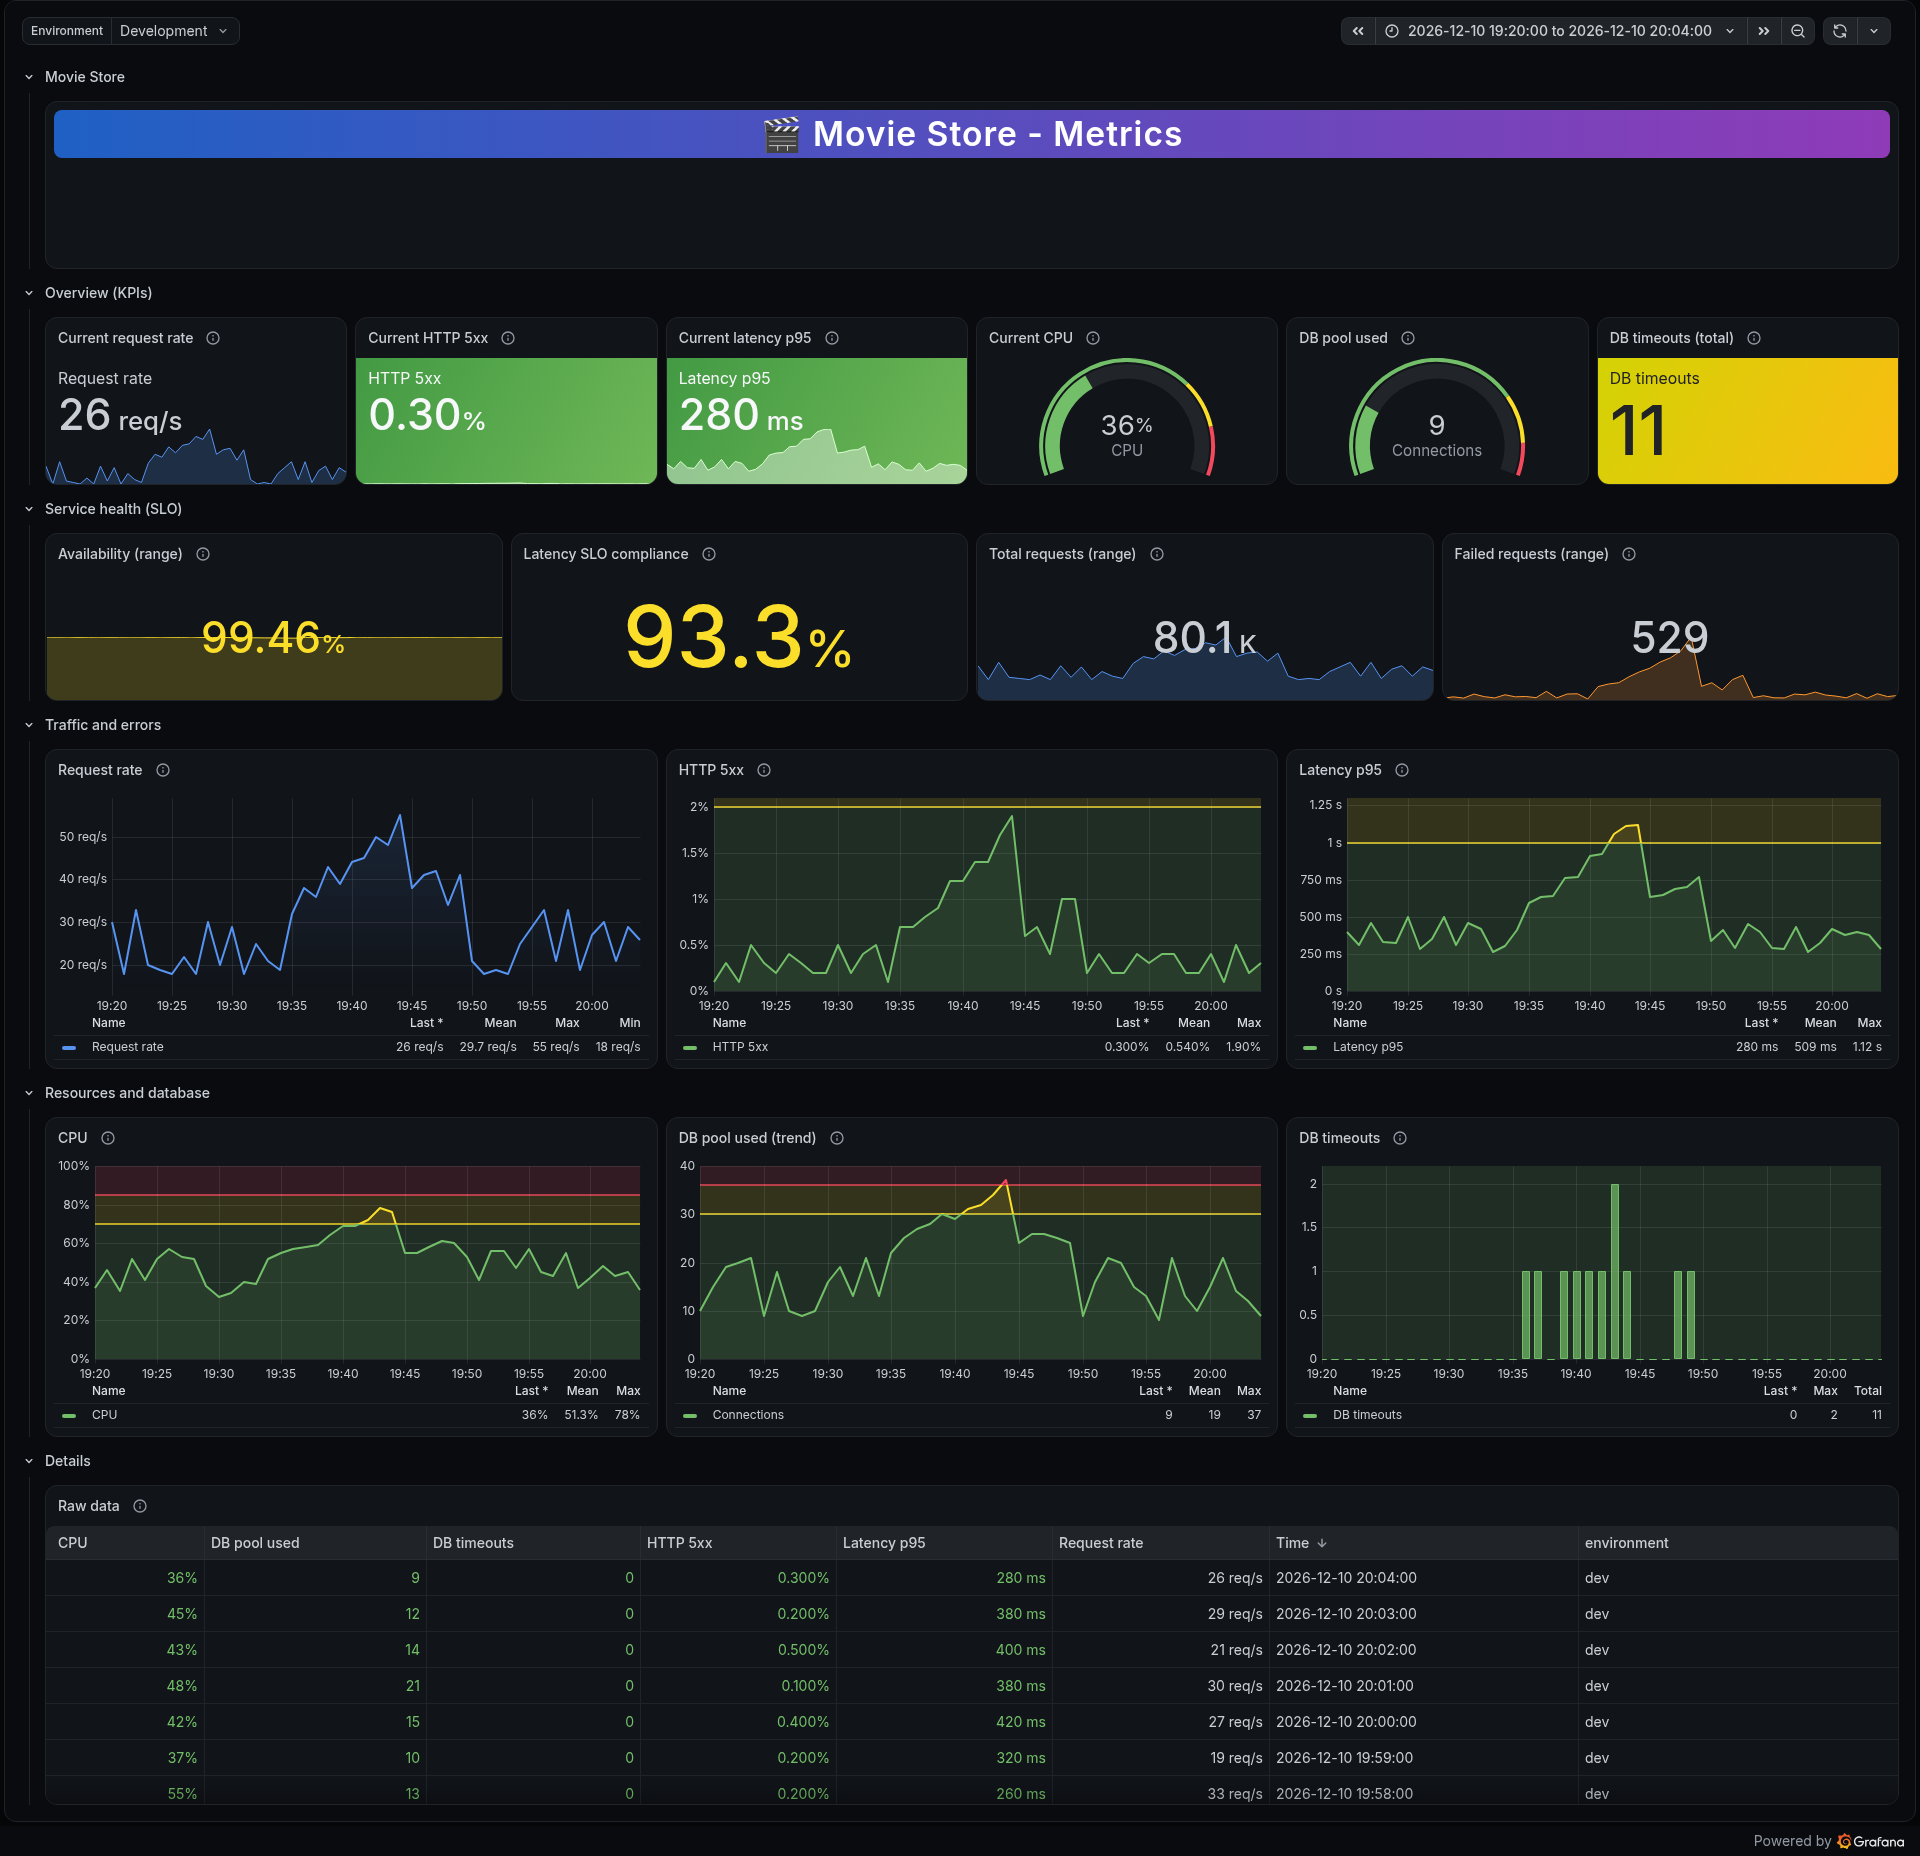 Environment Development 2026-12-10 19:20:00 to 2026-12-10 20:04:00
Movie Store
🎬 Movie Store - Metrics
Overview (KPIs)
Current request rate
Request rate
26 req/s
Current HTTP 5xx
HTTP 5xx
0.30%
Current latency p95
Latency p95
280 ms
Current CPU
36%
CPU
DB pool used
9
Connections
DB timeouts (total)
DB timeouts
11
Service health (SLO)
Availability (range)
99.46%
Latency SLO compliance
93.3%
Total requests (range)
80.1 K
Failed requests (range)
529
Traffic and errors
Request rate
50 req/s
40 req/s
30 req/s
20 req/s
19:20 19:25 19:30 19:35 19:40 19:45 19:50 19:55 20:00
Name Last * Mean Max Min
Request rate 26 req/s 29.7 req/s 55 req/s 18 req/s
HTTP 5xx
2%
1.5%
1%
0.5%
0%
19:20 19:25 19:30 19:35 19:40 19:45 19:50 19:55 20:00
Name Last * Mean Max
HTTP 5xx 0.300% 0.540% 1.90%
Latency p95
1.25 s
1 s
750 ms
500 ms
250 ms
0 s
19:20 19:25 19:30 19:35 19:40 19:45 19:50 19:55 20:00
Name Last * Mean Max
Latency p95 280 ms 509 ms 1.12 s
Resources and database
CPU
100%
80%
60%
40%
20%
0%
19:20 19:25 19:30 19:35 19:40 19:45 19:50 19:55 20:00
Name Last * Mean Max
CPU 36% 51.3% 78%
DB pool used (trend)
40
30
20
10
0
19:20 19:25 19:30 19:35 19:40 19:45 19:50 19:55 20:00
Name Last * Mean Max
Connections 9 19 37
DB timeouts
2
1.5
1
0.5
0
19:20 19:25 19:30 19:35 19:40 19:45 19:50 19:55 20:00
Name Last * Max Total
DB timeouts 0 2 11
Details
Raw data
CPU DB pool used DB timeouts HTTP 5xx Latency p95 Request rate Time environment
36% 9 0 0.300% 280 ms 26 req/s 2026-12-10 20:04:00 dev
45% 12 0 0.200% 380 ms 29 req/s 2026-12-10 20:03:00 dev
43% 14 0 0.500% 400 ms 21 req/s 2026-12-10 20:02:00 dev
48% 21 0 0.100% 380 ms 30 req/s 2026-12-10 20:01:00 dev
42% 15 0 0.400% 420 ms 27 req/s 2026-12-10 20:00:00 dev
37% 10 0 0.200% 320 ms 19 req/s 2026-12-10 19:59:00 dev
55% 13 0 0.200% 260 ms 33 req/s 2026-12-10 19:58:00 dev
Powered by Grafana